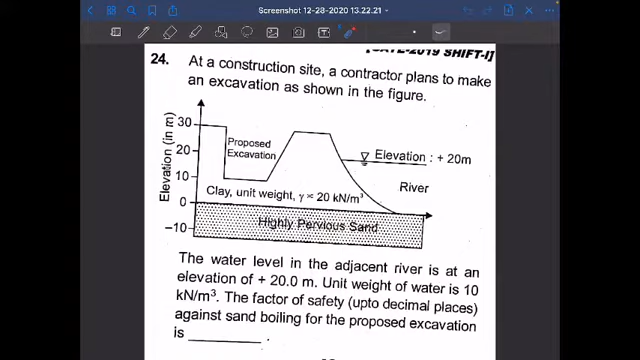 Screenshot 12-28-2020 13.22.21
[GATE-2019 SHIFT-I]
24. At a construction site, a contractor plans to make
an excavation as shown in the figure.
Elevation (in m)
30
20
10
0
−10
Proposed
Excavation
Elevation : + 20m
River
Clay, unit weight, γ = 20 kN/m³
Highly Pervious Sand
The water level in the adjacent river is at an
elevation of + 20.0 m. Unit weight of water is 10
kN/m³. The factor of safety (upto decimal places)
against sand boiling for the proposed excavation
is ________ .